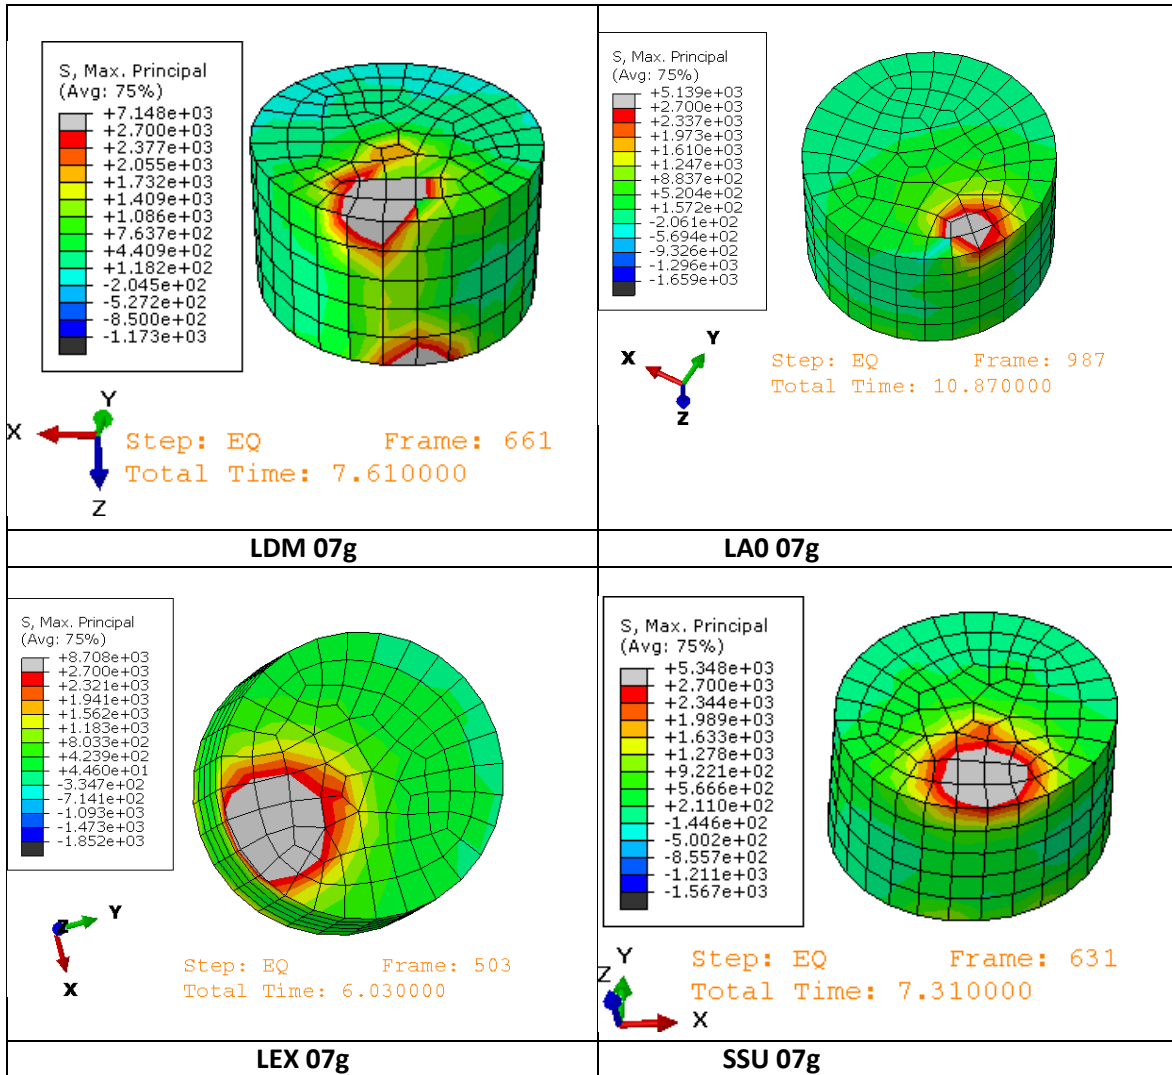 S, Max. Principal
(Avg: 75%)
+7.148e+03
+2.700e+03
+2.377e+03
+2.055e+03
+1.732e+03
+1.409e+03
+1.086e+03
+7.637e+02
+4.409e+02
+1.182e+02
-2.045e+02
-5.272e+02
-8.500e+02
-1.173e+03
Y
X
Z
Step: EQ Frame: 661
Total Time: 7.610000
S, Max. Principal
(Avg: 75%)
+5.139e+03
+2.700e+03
+2.337e+03
+1.973e+03
+1.610e+03
+1.247e+03
+8.837e+02
+5.204e+02
+1.572e+02
-2.061e+02
-5.694e+02
-9.326e+02
-1.296e+03
-1.659e+03
Y
X
Z
Step: EQ Frame: 987
Total Time: 10.870000
LDM 07g
LA0 07g
S, Max. Principal
(Avg: 75%)
+8.708e+03
+2.700e+03
+2.321e+03
+1.941e+03
+1.562e+03
+1.183e+03
+8.033e+02
+4.239e+02
+4.460e+01
-3.347e+02
-7.141e+02
-1.093e+03
-1.473e+03
-1.852e+03
Z
Y
X
Step: EQ Frame: 503
Total Time: 6.030000
S, Max. Principal
(Avg: 75%)
+5.348e+03
+2.700e+03
+2.344e+03
+1.989e+03
+1.633e+03
+1.278e+03
+9.221e+02
+5.666e+02
+2.110e+02
-1.446e+02
-5.002e+02
-8.557e+02
-1.211e+03
-1.567e+03
Y
Z
X
Step: EQ Frame: 631
Total Time: 7.310000
LEX 07g
SSU 07g